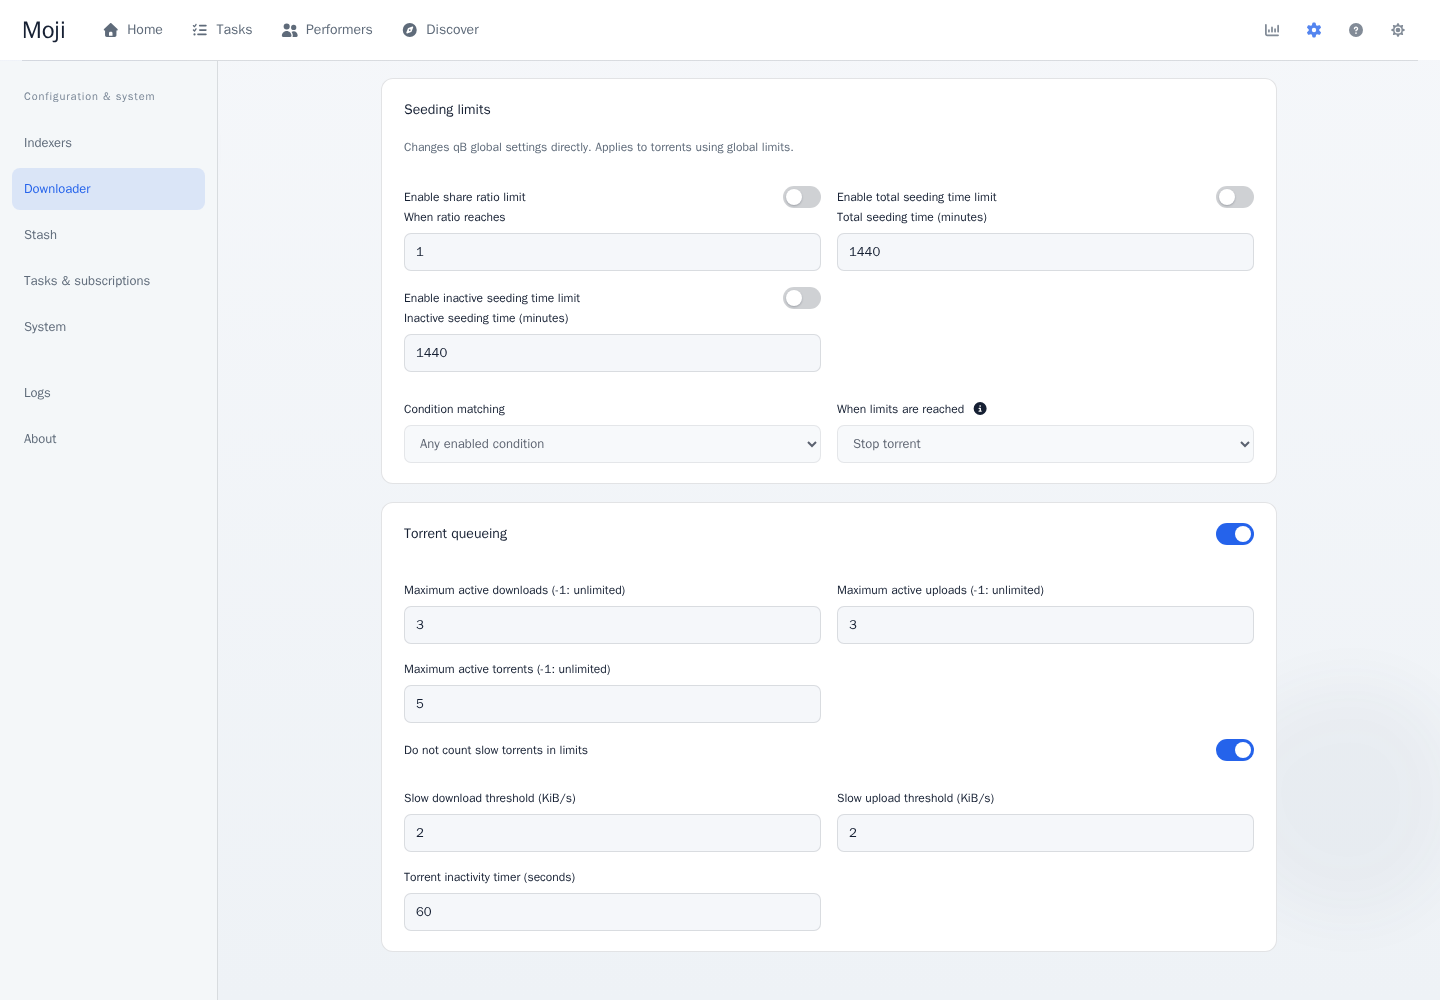 Moji
Home
Tasks
Performers
Discover
Configuration & system
Indexers
Downloader
Stash
Tasks & subscriptions
System
Logs
About
Seeding limits
Changes qB global settings directly. Applies to torrents using global limits.
Enable share ratio limit
When ratio reaches
1
Enable total seeding time limit
Total seeding time (minutes)
1440
Enable inactive seeding time limit
Inactive seeding time (minutes)
1440
Condition matching
Any enabled condition
When limits are reached
Stop torrent
Torrent queueing
Maximum active downloads (-1: unlimited)
3
Maximum active uploads (-1: unlimited)
3
Maximum active torrents (-1: unlimited)
5
Do not count slow torrents in limits
Slow download threshold (KiB/s)
2
Slow upload threshold (KiB/s)
2
Torrent inactivity timer (seconds)
60